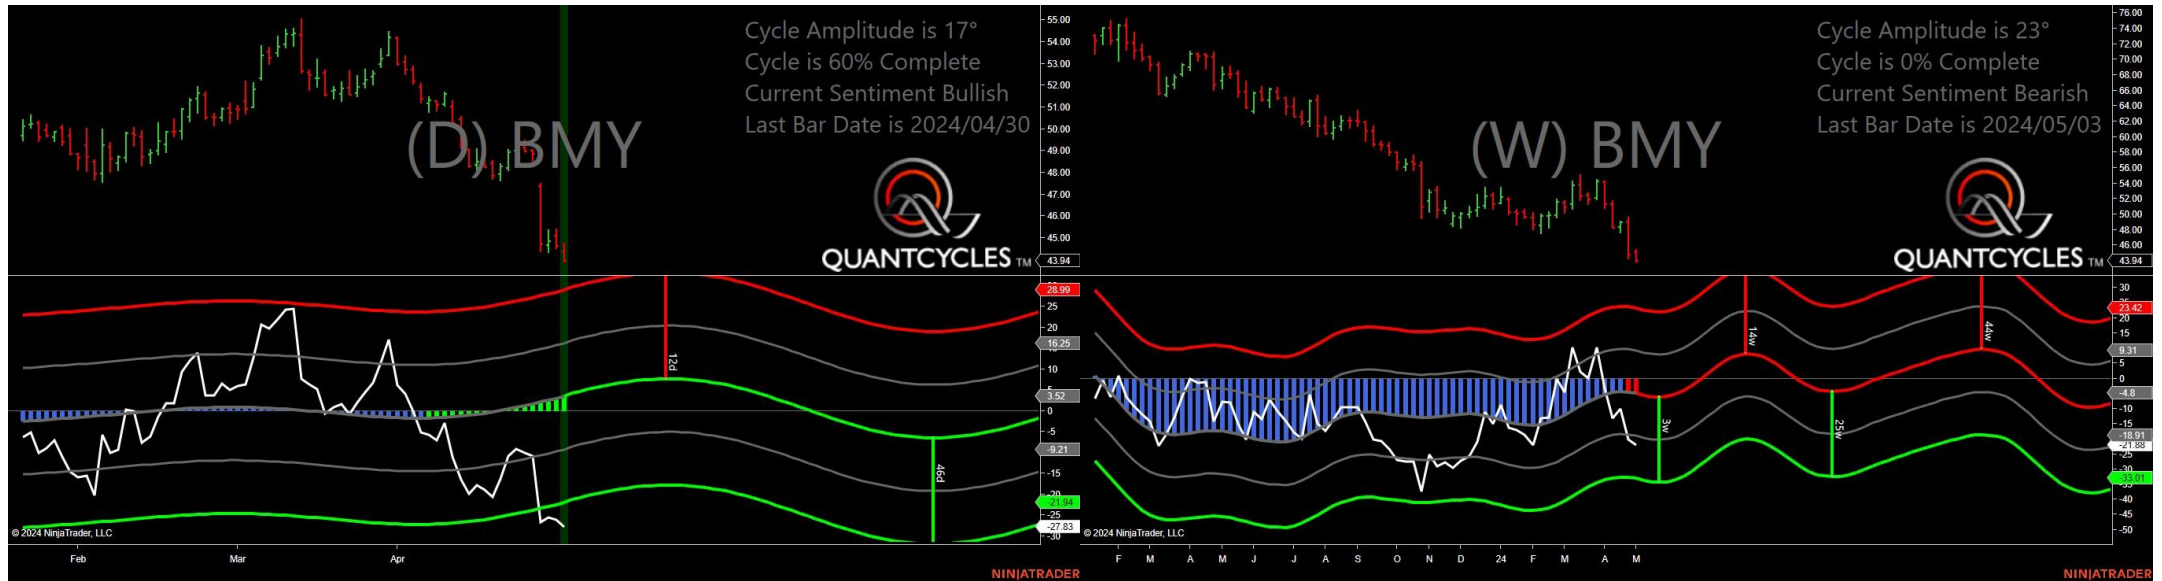 Cycle Amplitude is 17°
Cycle is 60% Complete
Current Sentiment Bullish
Last Bar Date is 2024/04/30
(D) BMY
QUANTCYCLES TM
55.00
54.00
53.00
52.00
51.00
50.00
49.00
48.00
47.00
46.00
45.00
43.94
28.99
25
20
16.25
10
5
3.52
0
-5
-9.21
-15
-20
-21.94
-25
-27.83
-30
12d
46d
© 2024 NinjaTrader, LLC
Feb Mar Apr
NINJATRADER
Cycle Amplitude is 23°
Cycle is 0% Complete
Current Sentiment Bearish
Last Bar Date is 2024/05/03
(W) BMY
QUANTCYCLES TM
76.00
74.00
72.00
70.00
68.00
66.00
64.00
62.00
60.00
58.00
56.00
54.00
52.00
50.00
48.00
46.00
43.94
30
25
23.42
20
15
9.31
5
0
-4.8
-10
-15
-18.91
-21.88
-25
-30
-33.01
-35
-40
-45
-50
3w
14w
25w
44w
© 2024 NinjaTrader, LLC
F M A M J J A S O N D 24 F M A M
NINJATRADER